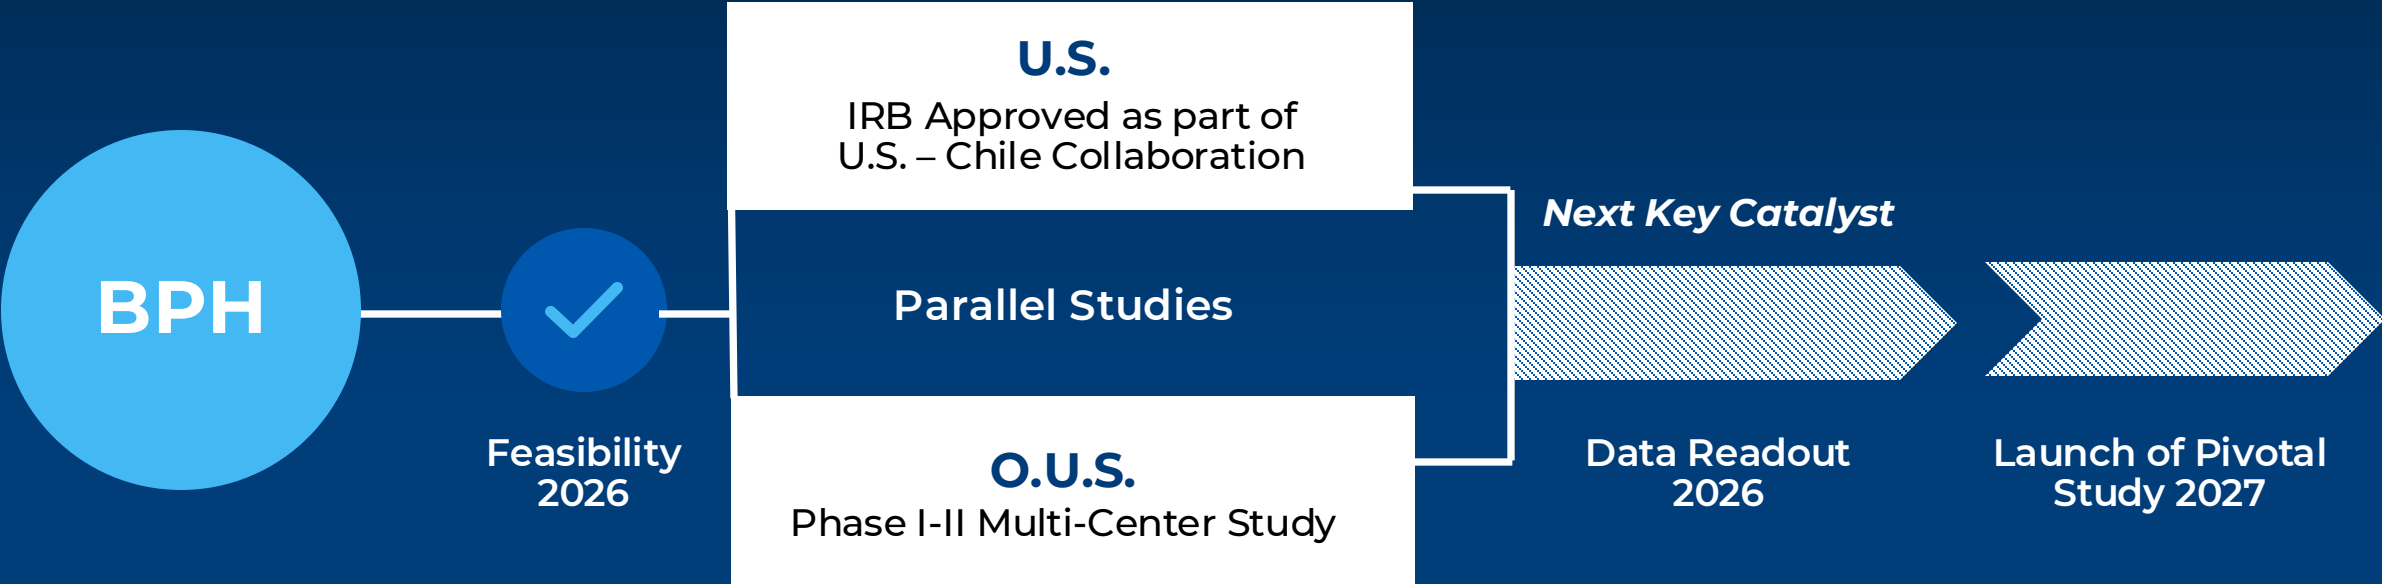 BPH
Feasibility
2026
U.S.
IRB Approved as part of
U.S. – Chile Collaboration
Parallel Studies
O.U.S.
Phase I-II Multi-Center Study
Next Key Catalyst
Data Readout
2026
Launch of Pivotal
Study 2027